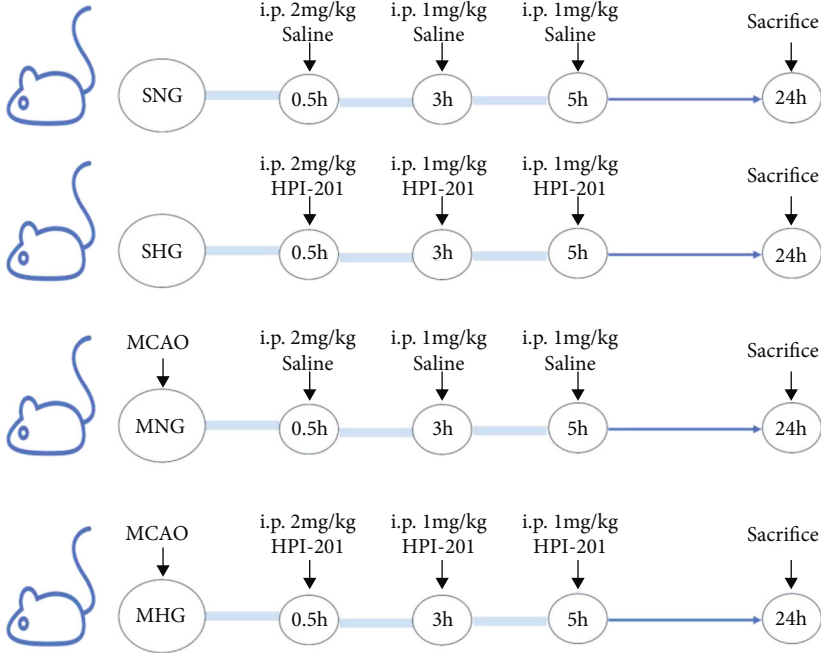 i.p. 2mg/kg i.p. 1mg/kg i.p. 1mg/kg
Saline Saline Saline Sacrifice
SNG 0.5h 3h 5h 24h
i.p. 2mg/kg i.p. 1mg/kg i.p. 1mg/kg
HPI-201 HPI-201 HPI-201 Sacrifice
SHG 0.5h 3h 5h 24h
MCAO i.p. 2mg/kg i.p. 1mg/kg i.p. 1mg/kg
Saline Saline Saline Sacrifice
MNG 0.5h 3h 5h 24h
MCAO i.p. 2mg/kg i.p. 1mg/kg i.p. 1mg/kg
HPI-201 HPI-201 HPI-201 Sacrifice
MHG 0.5h 3h 5h 24h